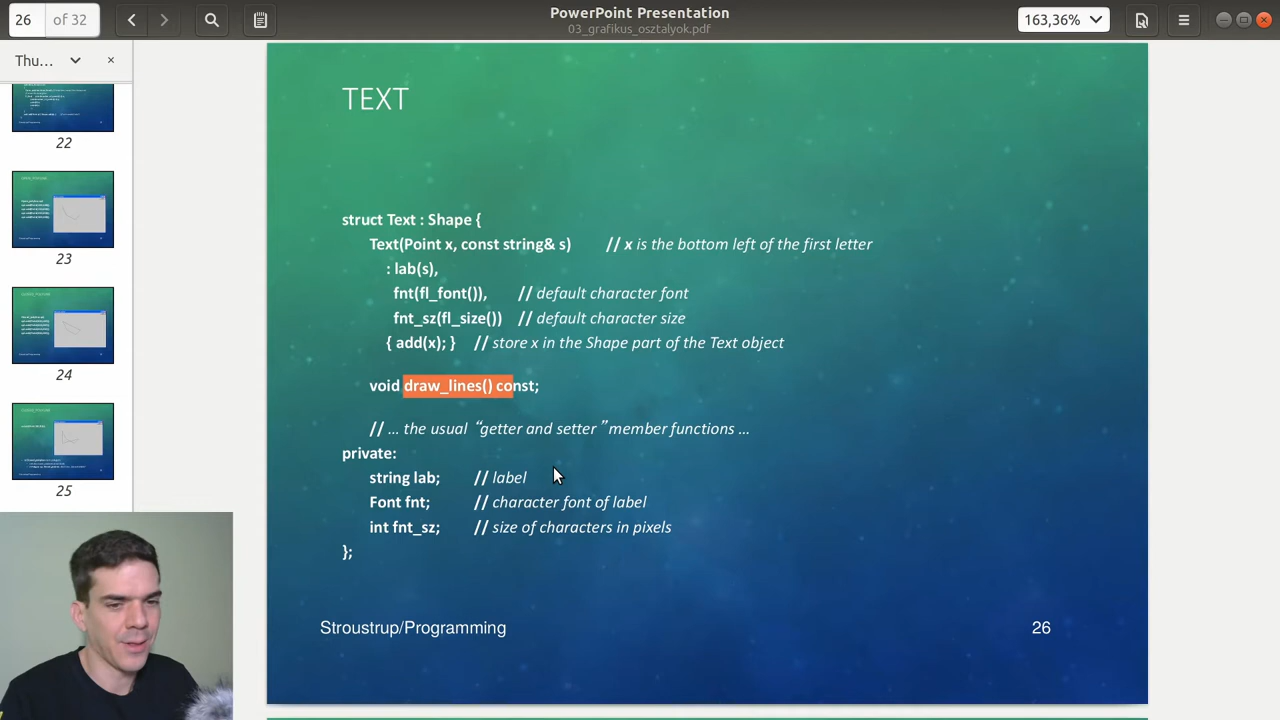 26 of 32
PowerPoint Presentation
03_grafikus_osztalyok.pdf
163,36%
Thu...
22
23
24
25
TEXT
struct Text : Shape {
Text(Point x, const string& s) // x is the bottom left of the first letter
: lab(s),
fnt(fl_font()), // default character font
fnt_sz(fl_size()) // default character size
{ add(x); } // store x in the Shape part of the Text object
void draw_lines() const;
// ... the usual “getter and setter” member functions ...
private:
string lab; // label
Font fnt; // character font of label
int fnt_sz; // size of characters in pixels
};
Stroustrup/Programming
26